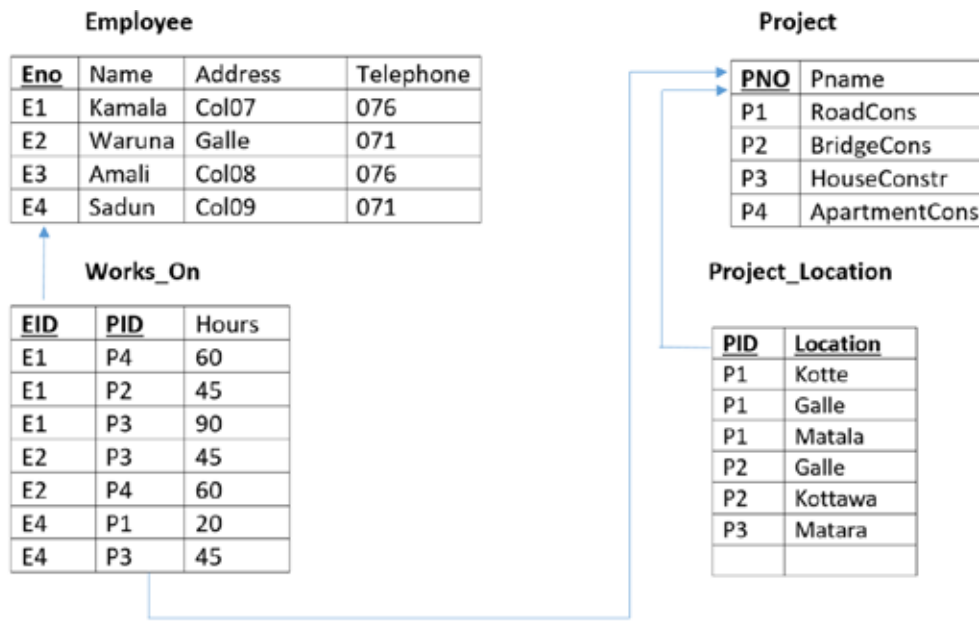 Employee
Eno Name Address Telephone
E1 Kamala Col07 076
E2 Waruna Galle 071
E3 Amali Col08 076
E4 Sadun Col09 071
Project
PNO Pname
P1 RoadCons
P2 BridgeCons
P3 HouseConstr
P4 ApartmentCons
Works_On
EID PID Hours
E1 P4 60
E1 P2 45
E1 P3 90
E2 P3 45
E2 P4 60
E4 P1 20
E4 P3 45
Project_Location
PID Location
P1 Kotte
P1 Galle
P1 Matala
P2 Galle
P2 Kottawa
P3 Matara